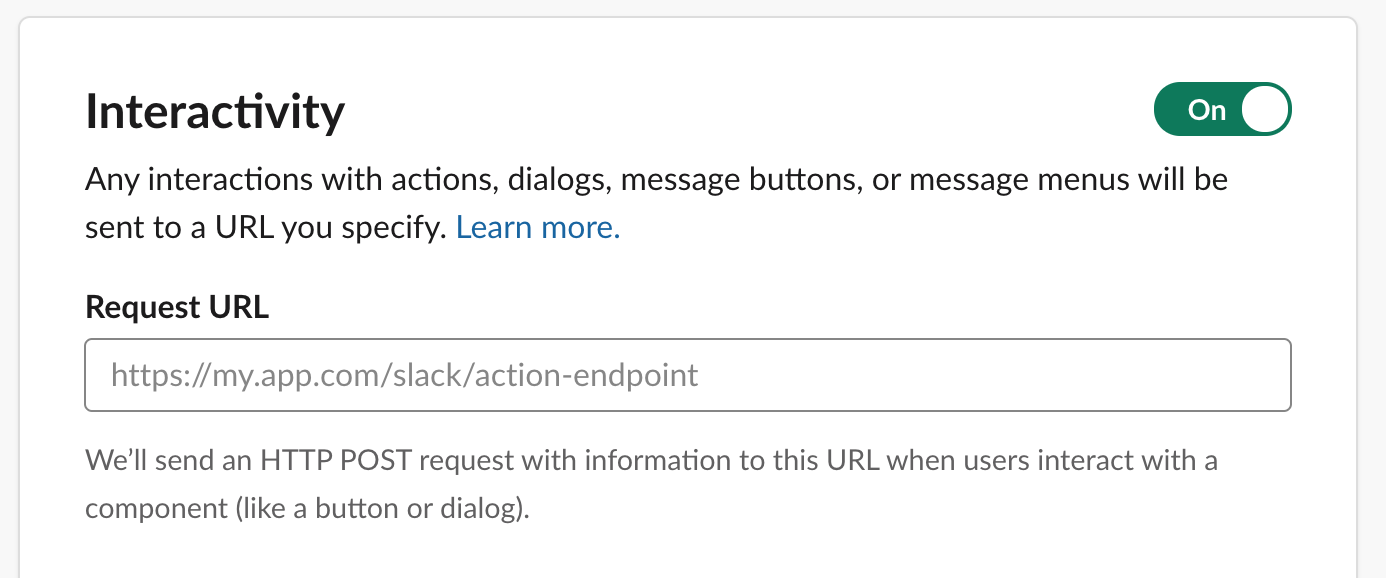 Interactivity
On
Any interactions with actions, dialogs, message buttons, or message menus will be
sent to a URL you specify. Learn more.
Request URL
https://my.app.com/slack/action-endpoint
We’ll send an HTTP POST request with information to this URL when users interact with a
component (like a button or dialog).